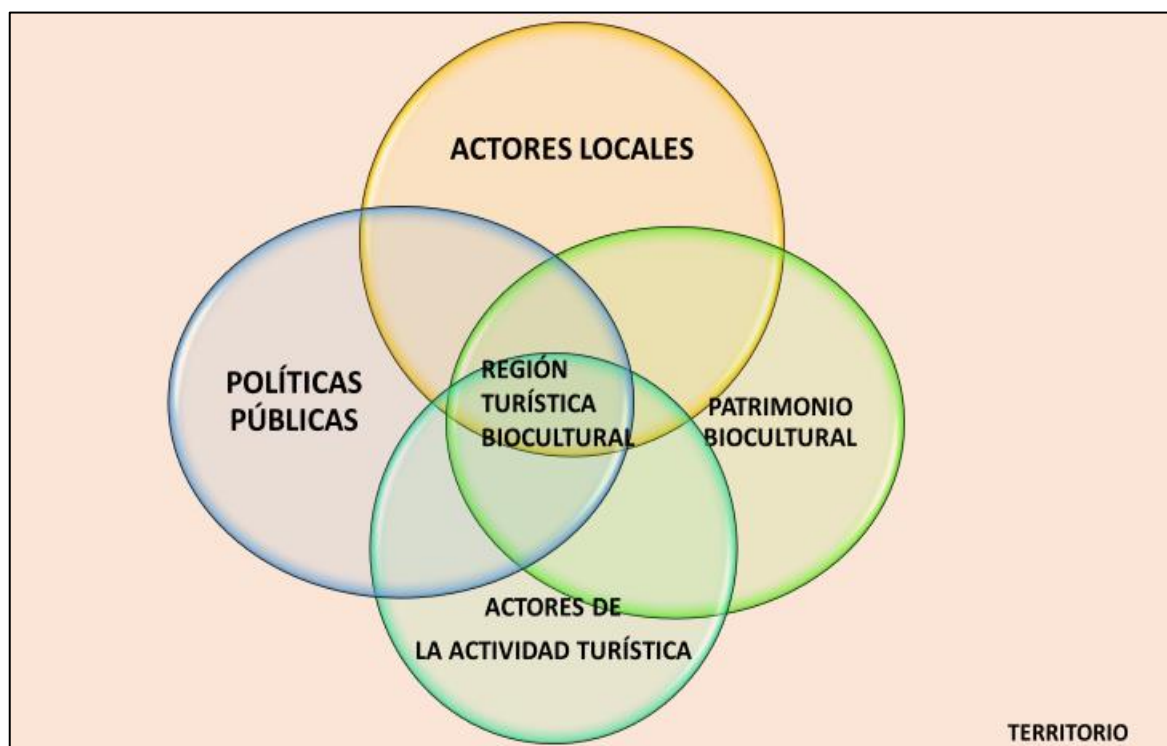 ACTORES LOCALES
POLÍTICAS
PÚBLICAS
REGIÓN
TURÍSTICA
BIOCULTURAL
PATRIMONIO
BIOCULTURAL
ACTORES DE
LA ACTIVIDAD TURÍSTICA
TERRITORIO